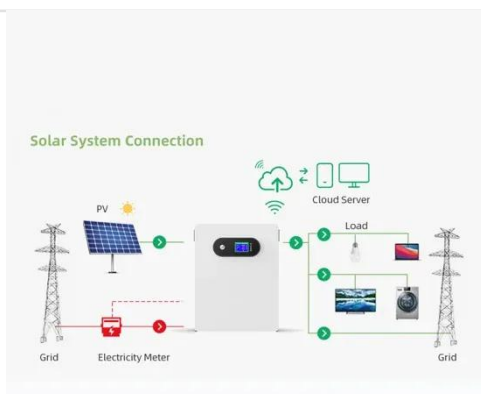 Solar System Connection
PV
Cloud Server
Load
Grid
Electricity Meter
Grid